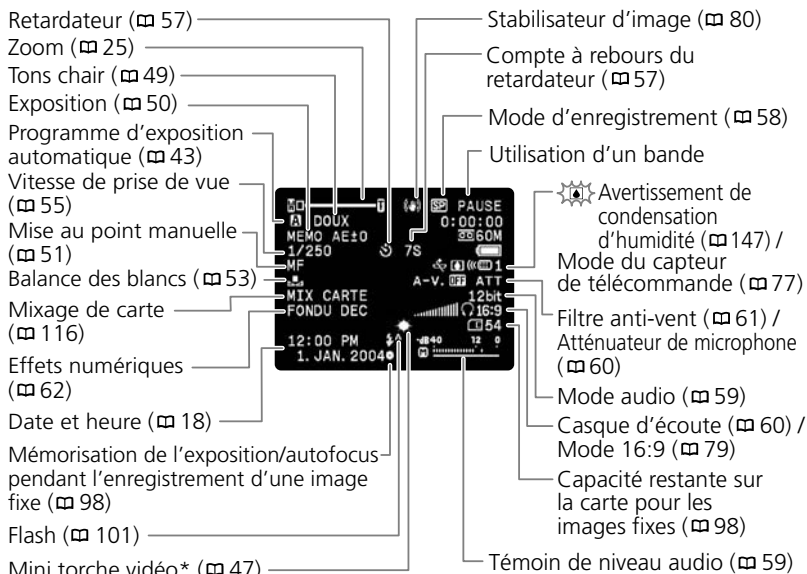 Retardateur (57)
Zoom (25)
Tons chair (49)
Exposition (50)
Programme d'exposition
automatique (43)
Vitesse de prise de vue
(55)
Mise au point manuelle
(51)
Balance des blancs (53)
Mixage de carte
(116)
Effets numériques
(62)
Date et heure (18)
Mémorisation de l'exposition/autofocus
pendant l'enregistrement d'une image
fixe (98)
Flash (101)
Mini torche vidéo* (47)
W T SP PAUSE
A DOUX 0:00:00
MEMO AE±0 60M
1/250 7S
MF 1
A-V. OFF ATT
MIX CARTE 12bit
FONDU DEC 16:9
54
12:00 PM -dB40 12 0
1. JAN. 2004
Stabilisateur d'image (80)
Compte à rebours du
retardateur (57)
Mode d'enregistrement (58)
Utilisation d'un bande
Avertissement de
condensation
d'humidité (147) /
Mode du capteur
de télécommande (77)
Filtre anti-vent (61) /
Atténuateur de microphone
(60)
Mode audio (59)
Casque d'écoute (60) /
Mode 16:9 (79)
Capacité restante sur
la carte pour les
images fixes (98)
Témoin de niveau audio (59)